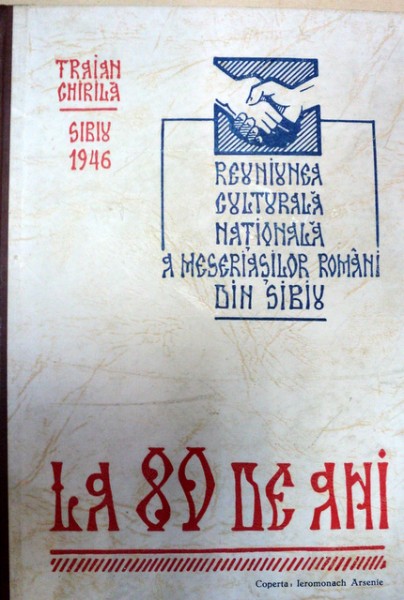 TRAIAN
CHIRILĂ
SIBIU
1946
REUNIUNEA
CULTURALĂ
NAȚIONALĂ
A MESERIAȘILOR ROMÂNI
DIN SIBIU
LA 80 DE ANI
Coperta: Ieromonach Arsenie